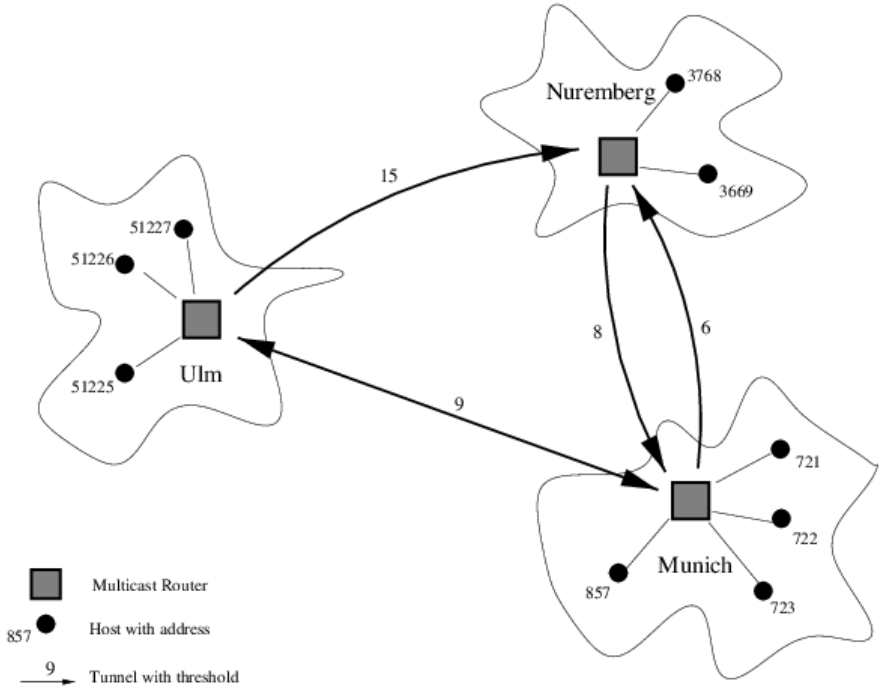 Nuremberg
3768
3669
15
51227
51226
51225
Ulm
8
6
9
721
722
723
857
Munich
Multicast Router
857 Host with address
9 Tunnel with threshold